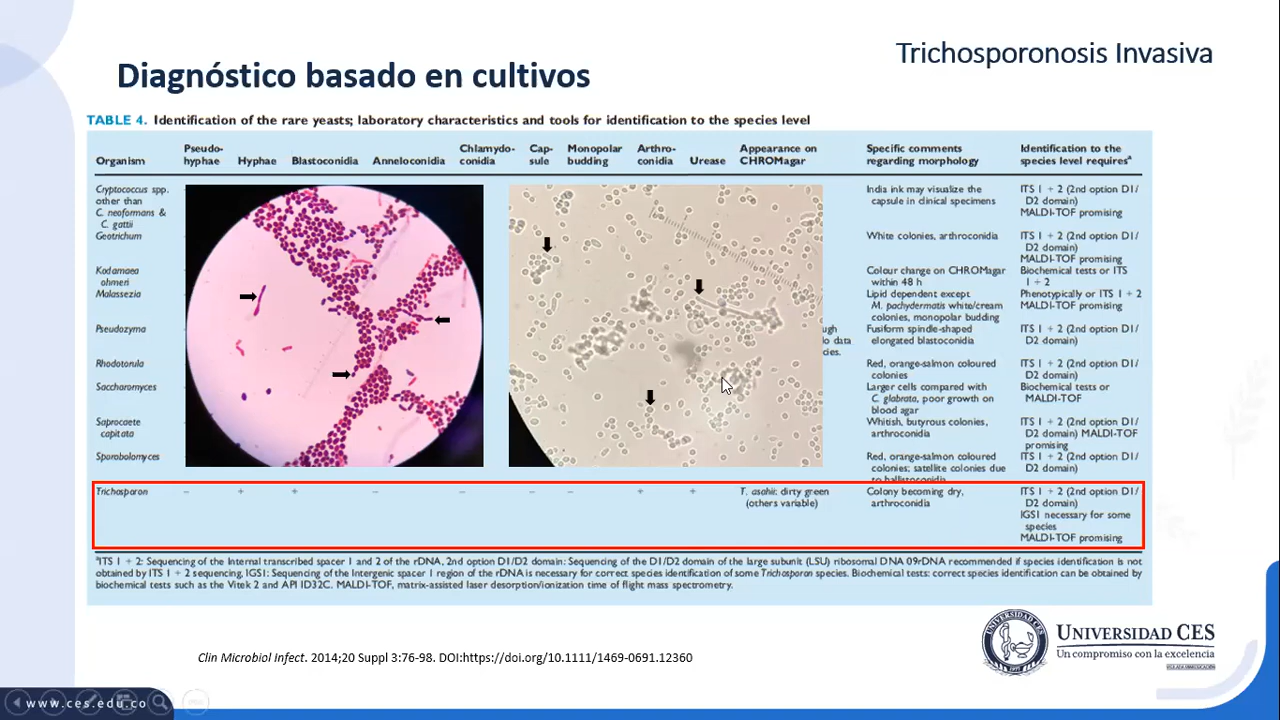 Trichosporonosis Invasiva
Diagnóstico basado en cultivos
TABLE 4. Identification of the rare yeasts; laboratory characteristics and tools for identification to the species level
Organism
Pseudo-
hyphae
Hyphae
Blastoconidia
Anneloconidia
Chlamydo-
conidia
Cap-
sule
Monopolar
budding
Arthro-
conidia
Urease
Appearance on
CHROMagar
Specific comments
regarding morphology
Identification to the
species level requiresª
Cryptococcus spp.
other than
C. neoformans &
C. gattii
India ink may visualize the
capsule in clinical specimens
ITS 1 + 2 (2nd option D1/
D2 domain)
MALDI-TOF promising
Geotrichum
White colonies, arthroconidia
ITS 1 + 2 (2nd option D1/
D2 domain)
MALDI-TOF promising
Kodamaea
ohmeri
Colour change on CHROMagar
within 48 h
Biochemical tests or ITS
1 + 2
Malassezia
Lipid dependent except
M. pachydermatis white/cream
colonies, monopolar budding
Phenotypically or ITS 1 + 2
MALDI-TOF promising
Pseudozyma
Fusiform spindle-shaped
elongated blastoconidia
ITS 1 + 2 (2nd option D1/
D2 domain)
Rhodotorula
Red, orange-salmon coloured
colonies
ITS 1 + 2 (2nd option D1/
D2 domain)
Saccharomyces
Larger cells compared with
C. glabrata, poor growth on
blood agar
Biochemical tests or
MALDI-TOF
Saprocaete
capitata
Whitish, butyrous colonies,
arthroconidia
ITS 1 + 2 (2nd option D1/
D2 domain) MALDI-TOF
promising
Sporobolomyces
Red, orange-salmon coloured
colonies; satellite colonies due
to ballistoconidia
ITS 1 + 2 (2nd option D1/
D2 domain)
Trichosporon
–
+
+
–
–
–
–
+
+
T. asahii: dirty green
(others variable)
Colony becoming dry,
arthroconidia
ITS 1 + 2 (2nd option D1/
D2 domain)
IGS1 necessary for some
species
MALDI-TOF promising
ªITS 1 + 2: Sequencing of the Internal transcribed spacer 1 and 2 of the rDNA, 2nd option D1/D2 domain: Sequencing of the D1/D2 domain of the large subunit (LSU) ribosomal DNA 09rDNA recommended if species identification is not
obtained by ITS 1 + 2 sequencing, IGS1: Sequencing of the Intergenic spacer 1 region of the rDNA is necessary for correct species identification of some Trichosporon species. Biochemical tests: correct species identification can be obtained by
biochemical tests such as the Vitek 2 and API ID32C. MALDI-TOF, matrix-assisted laser desorption/ionization time of flight mass spectrometry.
Clin Microbiol Infect. 2014;20 Suppl 3:76-98. DOI:https://doi.org/10.1111/1469-0691.12360
UNIVERSIDAD CES
Un compromiso con la excelencia
www.ces.edu.co